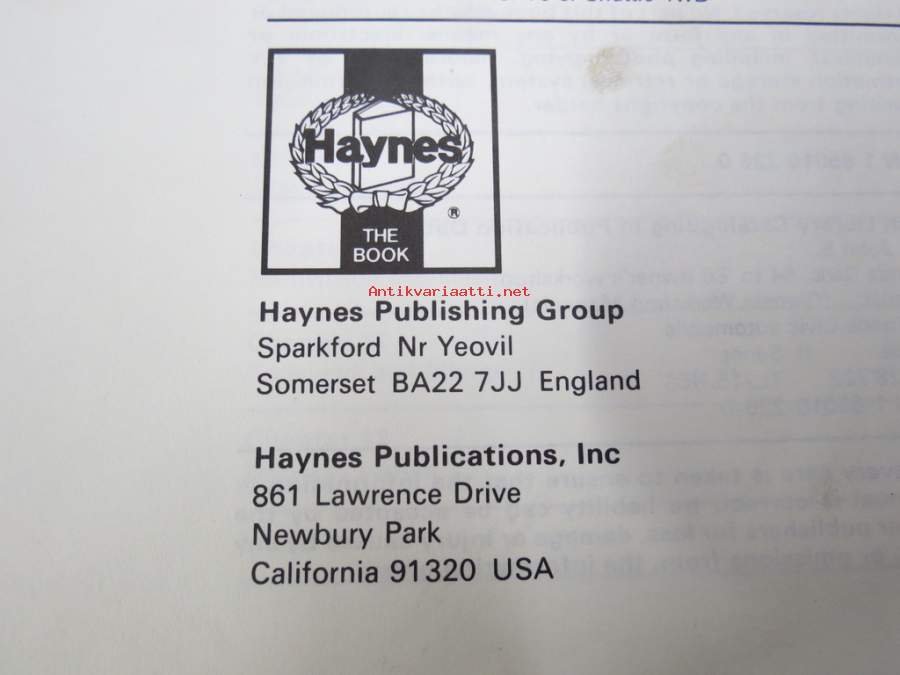 Haynes
®
THE
BOOK
Antikvariaatti.net
Haynes Publishing Group
Sparkford Nr Yeovil
Somerset BA22 7JJ England
Haynes Publications, Inc
861 Lawrence Drive
Newbury Park
California 91320 USA